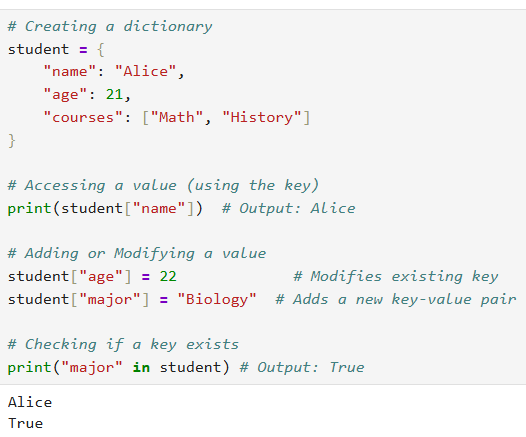 # Creating a dictionary
student = {
    "name": "Alice",
    "age": 21,
    "courses": ["Math", "History"]
}

# Accessing a value (using the key)
print(student["name"])  # Output: Alice

# Adding or Modifying a value
student["age"] = 22             # Modifies existing key
student["major"] = "Biology"  # Adds a new key-value pair

# Checking if a key exists
print("major" in student) # Output: True
Alice
True